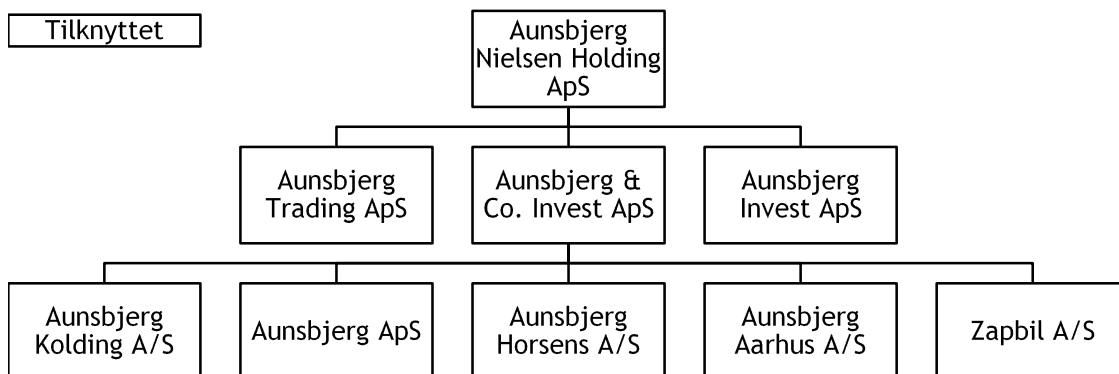 Tilknyttet
Aunsbjerg
Nielsen Holding
ApS
Aunsbjerg
Trading ApS
Aunsbjerg &
Co. Invest ApS
Aunsbjerg
Invest ApS
Aunsbjerg
Kolding A/S
Aunsbjerg ApS
Aunsbjerg
Horsens A/S
Aunsbjerg
Aarhus A/S
Zapbil A/S